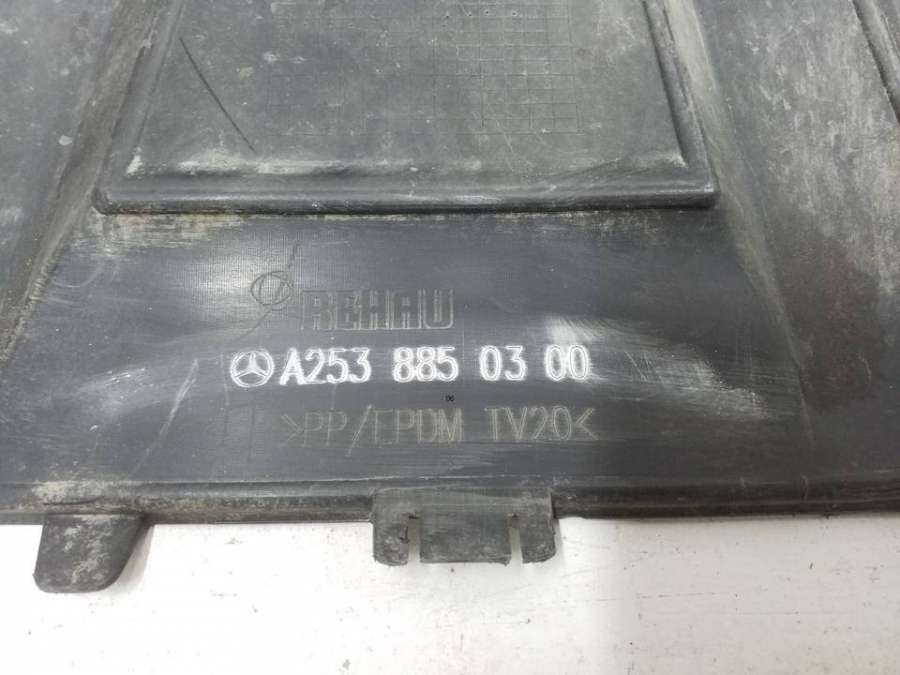 REHAU
A253 885 03 00
>PP/EPDM TV20<